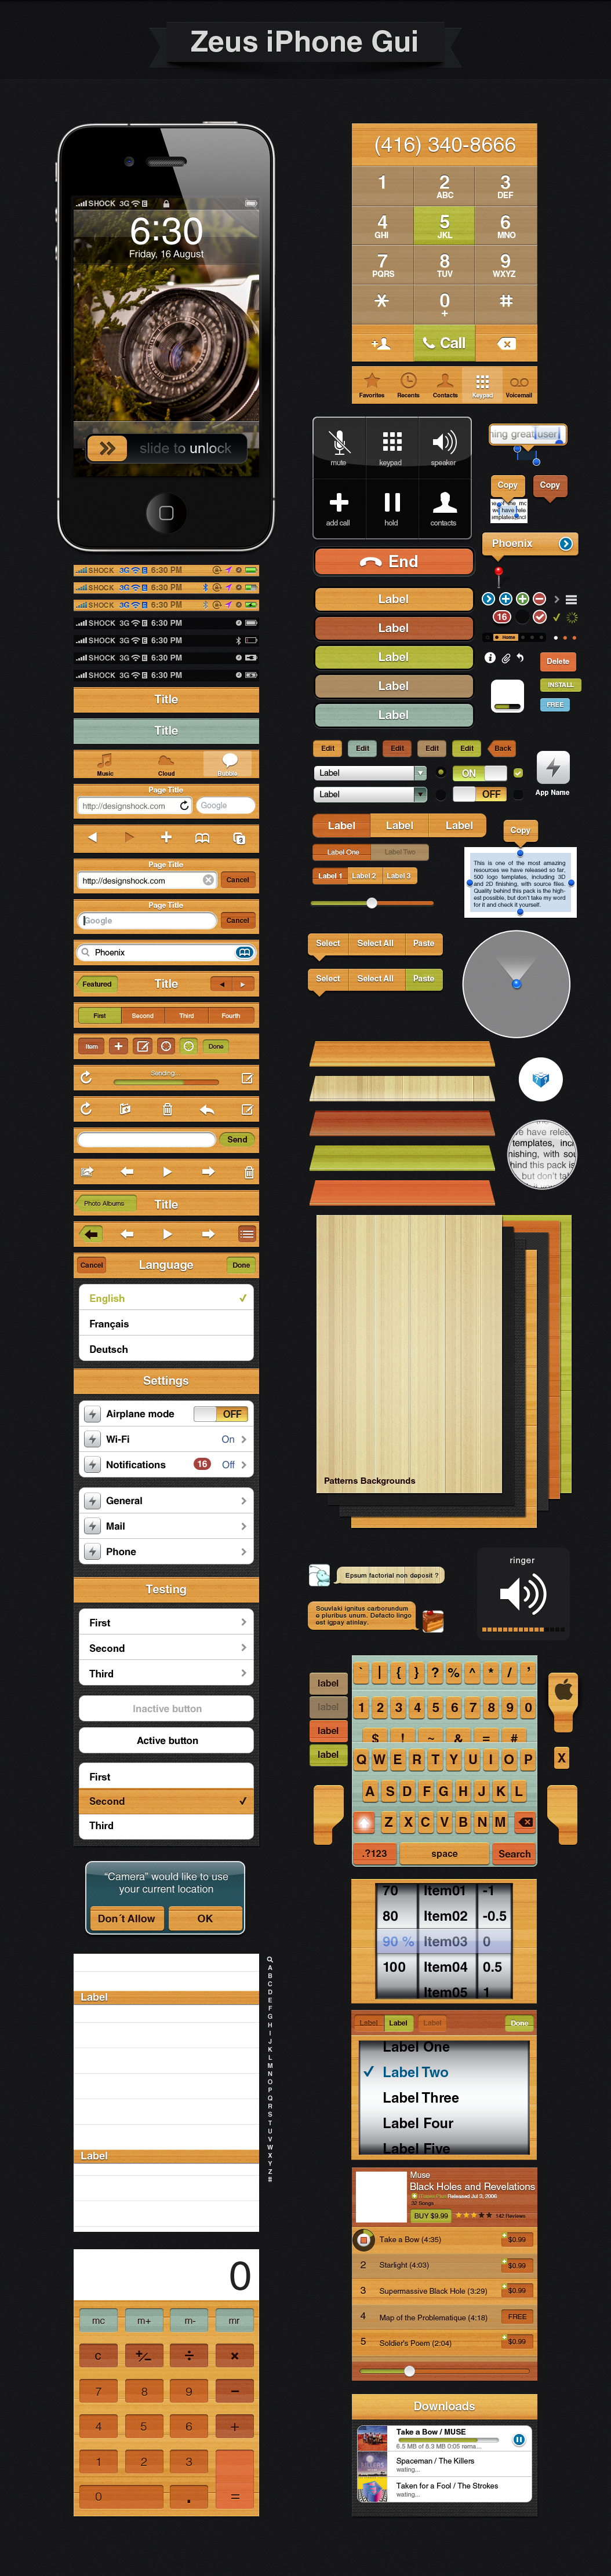 Zeus iPhone Gui
SHOCK 3G
6:30
Friday, 16 August
slide to unlock
SHOCK 3G 6:30 PM
SHOCK 3G 6:30 PM
SHOCK 3G 6:30 PM
SHOCK 3G 6:30 PM
SHOCK 3G 6:30 PM
SHOCK 3G 6:30 PM
SHOCK 3G 6:30 PM
Title
Title
Music Cloud Bubble
Page Title
http://designshock.com Google
3
Page Title
http://designshock.com Cancel
Page Title
Google Cancel
Phoenix
Featured Title
First Second Third Fourth
Item Done
Sending...
Send
Photo Albums Title
Cancel Language Done
English
Français
Deutsch
Settings
Airplane mode OFF
Wi-Fi On
Notifications 16 Off
General
Mail
Phone
Testing
First
Second
Third
Inactive button
Active button
First
Second
Third
“Camera” would like to use
your current location
Don´t Allow OK
Label
Label
A
B
C
D
E
F
G
H
I
J
K
L
M
N
O
P
Q
R
S
T
U
V
W
X
Y
Z
#
0
mc m+ m- mr
c +/− ÷ ×
7 8 9 −
4 5 6 +
1 2 3
0 . =
(416) 340-8666
1 2 3
ABC DEF
4 5 6
GHI JKL MNO
7 8 9
PQRS TUV WXYZ
* 0 #
+
Call
Favorites Recents Contacts Keypad Voicemail
mute keypad speaker
add call hold contacts
End
Label
Label
Label
Label
Label
ning great user
Copy Copy
Phoenix
16
Home
Delete
INSTALL
FREE
Edit Edit Edit Edit Edit Back
Label ON
Label OFF
App Name
Label Label Label
Label One Label Two
Label 1 Label 2 Label 3
Copy
This is one of the most amazing
resources we have released so far,
500 logo templates, including 3D
and 2D finishing, with source files.
Quality behind this pack is the high-
est possible, but don't take my word
for it and check it yourself.
Select Select All Paste
Select Select All Paste
ve have relea
templates, inc
nishing, with sou
hind this pack is
but don't tal
Patterns Backgrounds
Epsum factorial non deposit ?
Souvlaki ignitus carborundum
e pluribus unum. Defacto lingo
est igpay atinlay.
ringer
label
label
label
label
` | { } ? % ^ * / ’
1 2 3 4 5 6 7 8 9 0
$ ! ~ & = #
Q W E R T Y U I O P
A S D F G H J K L
Z X C V B N M
.?123 space Search
X
70 Item01 -1
80 Item02 -0.5
90 % Item03 0
100 Item04 0.5
Item05 1
Label Label Label Done
Label One
Label Two
Label Three
Label Four
Label Five
Muse
Black Holes and Revelations
Released Jul 3, 2006
32 Songs
BUY $9.99 142 Reviews
Take a Bow (4:35) $0.99
2 Starlight (4:03) $0.99
3 Supermassive Black Hole (3:29) $0.99
4 Map of the Problematique (4:18) FREE
5 Soldier's Poem (2:04) $0.99
Downloads
Take a Bow / MUSE
6.5 MB of 8.3 MB 0:05 rema...
Spaceman / The Killers
wating...
Taken for a Fool / The Strokes
wating...